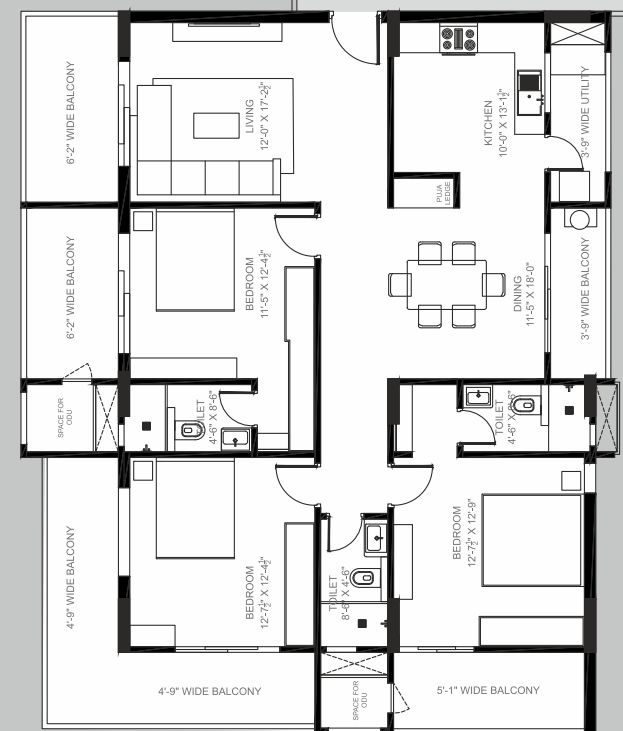 6'-2" WIDE BALCONY
LIVING
12'-0" X 17'-2½"
KITCHEN
10'-0" X 13'-1½"
3'-9" WIDE UTILITY
PUJA
LEDGE
6'-2" WIDE BALCONY
BEDROOM
11'-5" X 12'-4½"
DINING
11'-5" X 18'-0"
3'-9" WIDE BALCONY
SPACE FOR
ODU
TOILET
4'-6" X 8'-6"
TOILET
4'-6" X 8'-6"
4'-9" WIDE BALCONY
BEDROOM
12'-7½" X 12'-4½"
TOILET
8'-6" X 4'-6"
BEDROOM
12'-7½" X 12'-9"
4'-9" WIDE BALCONY
SPACE FOR
ODU
5'-1" WIDE BALCONY